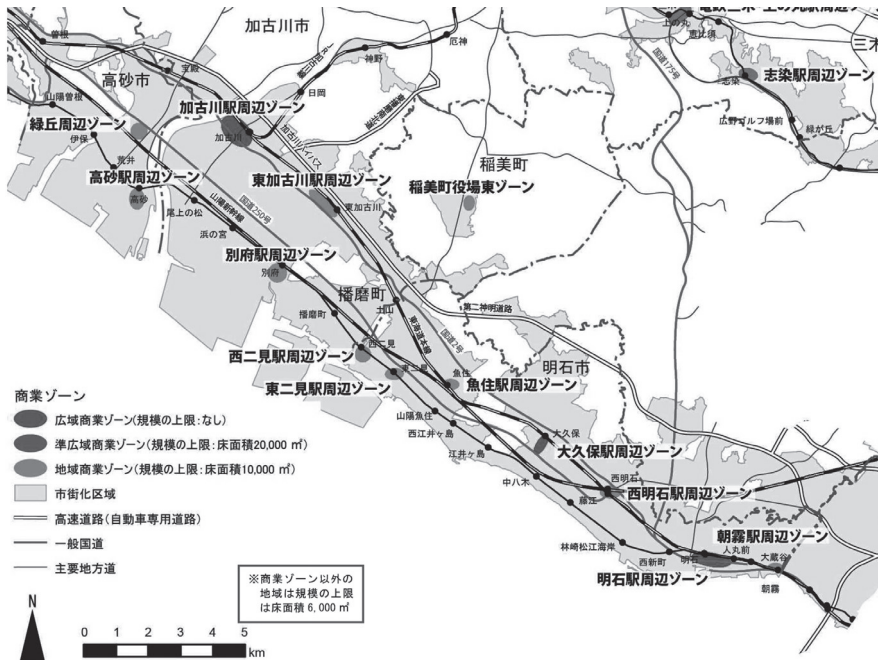 加古川市
曽根
高砂市
宝殿
神野
厄神
JR加古川線
日岡
山陽曽根
加古川駅周辺ゾーン
加古川
緑丘周辺ゾーン
伊保
荒井
高砂駅周辺ゾーン
高砂
尾上の松
浜の宮
山陽新幹線
国道250号
加古川バイパス
東加古川駅周辺ゾーン
東加古川
稲美町
稲美町役場東ゾーン
上の丸
恵比須
国道175号
三木
志染駅周辺ゾーン
志染
広野ゴルフ場前
緑が丘
別府駅周辺ゾーン
別府
播磨町
播磨町
土山
第二神明道路
国道2号
西二見
西二見駅周辺ゾーン
東二見
東二見駅周辺ゾーン
明石市
魚住
魚住駅周辺ゾーン
山陽魚住
西江井ヶ島
江井ヶ島
大久保
大久保駅周辺ゾーン
中八木
藤江
西明石
西明石駅周辺ゾーン
林崎松江海岸
西新町
明石
明石駅周辺ゾーン
人丸前
朝霧駅周辺ゾーン
大蔵谷
朝霧
商業ゾーン
広域商業ゾーン(規模の上限:なし)
準広域商業ゾーン(規模の上限:床面積20,000 ㎡)
地域商業ゾーン(規模の上限:床面積10,000 ㎡)
市街化区域
高速道路(自動車専用道路)
一般国道
主要地方道
※商業ゾーン以外の
地域は規模の上限
は床面積 6,000 ㎡
N
0 1 2 3 4 5
km